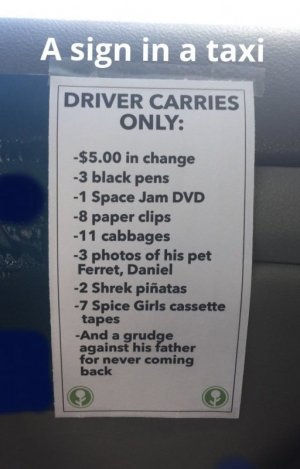 A sign in a taxi
DRIVER CARRIES
ONLY:
-$5.00 in change
-3 black pens
-1 Space Jam DVD
-8 paper clips
-11 cabbages
-3 photos of his pet
Ferret, Daniel
-2 Shrek piñatas
-7 Spice Girls cassette
tapes
-And a grudge
against his father
for never coming
back